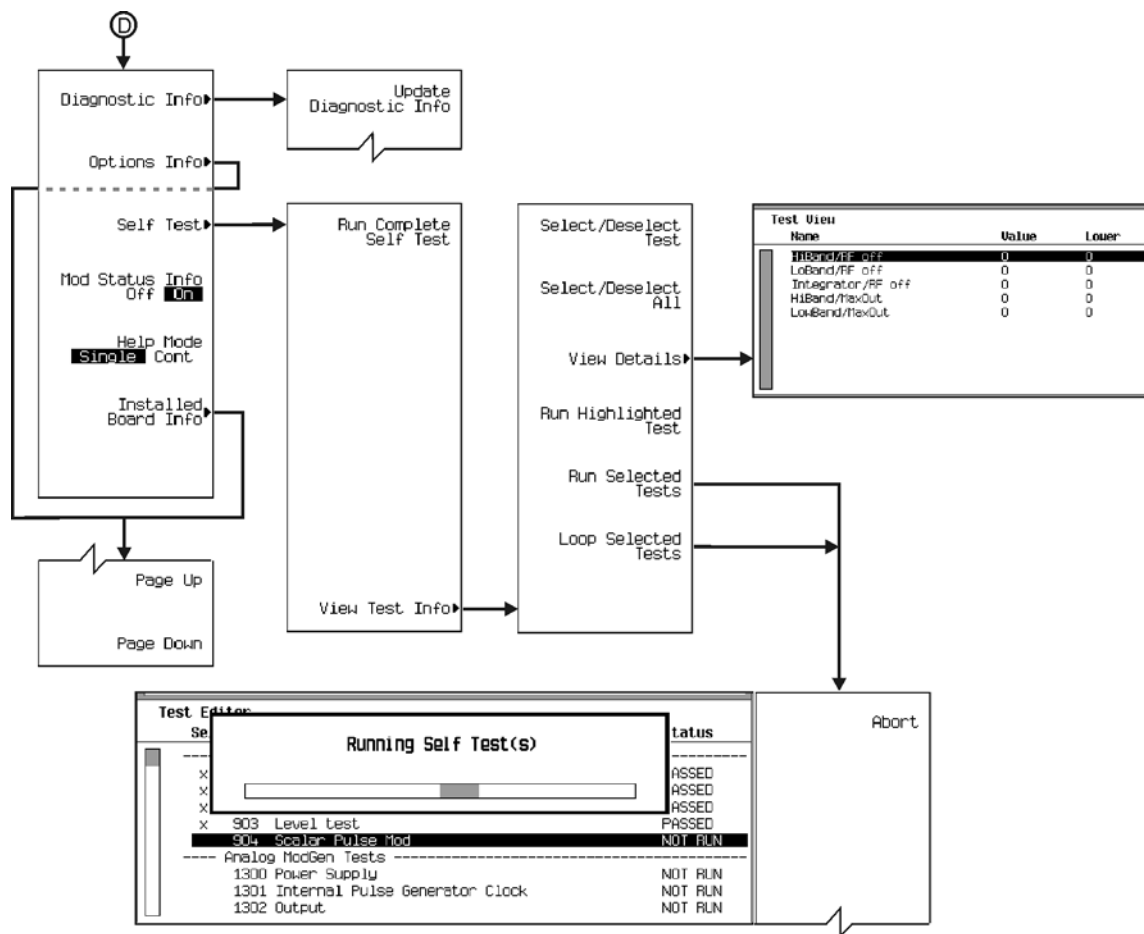 D
Diagnostic Info
Options Info
Self Test
Mod Status Info
Off On
Help Mode
Single Cont
Installed
Board Info
Update
Diagnostic Info
Run Complete
Self Test
View Test Info
Select/Deselect
Test
Select/Deselect
All
View Details
Run Highlighted
Test
Run Selected
Tests
Loop Selected
Tests
Test View
Name Value Lower
HiBand/RF off 0 0
LoBand/RF off 0 0
Integrator/RF off 0 0
HiBand/MaxOut 0 0
LowBand/MaxOut 0 0
Page Up
Page Down
Test Editor
Se tatus
Running Self Test(s)
x ASSED
x ASSED
x ASSED
x 903 Level test PASSED
904 Scalar Pulse Mod NOT RUN
---- Analog ModGen Tests ----
1300 Power Supply NOT RUN
1301 Internal Pulse Generator Clock NOT RUN
1302 Output NOT RUN
Abort